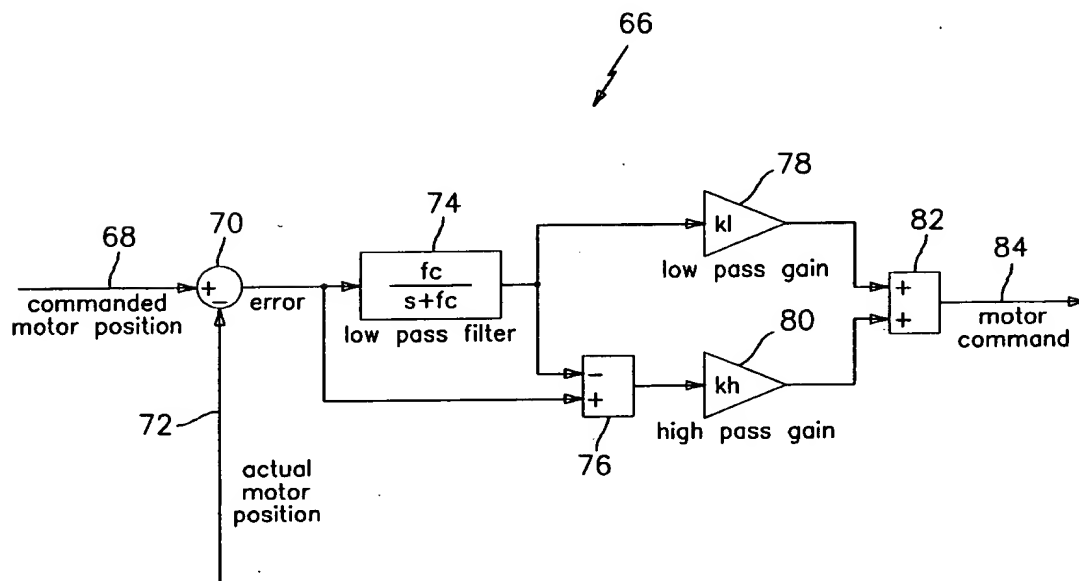 66
78
kl
low pass gain
82
+
+
84
motor
command
74
fc
s+fc
low pass filter
70
68
+
−
error
commanded
motor position
80
kh
high pass gain
−
+
76
72
actual
motor
position